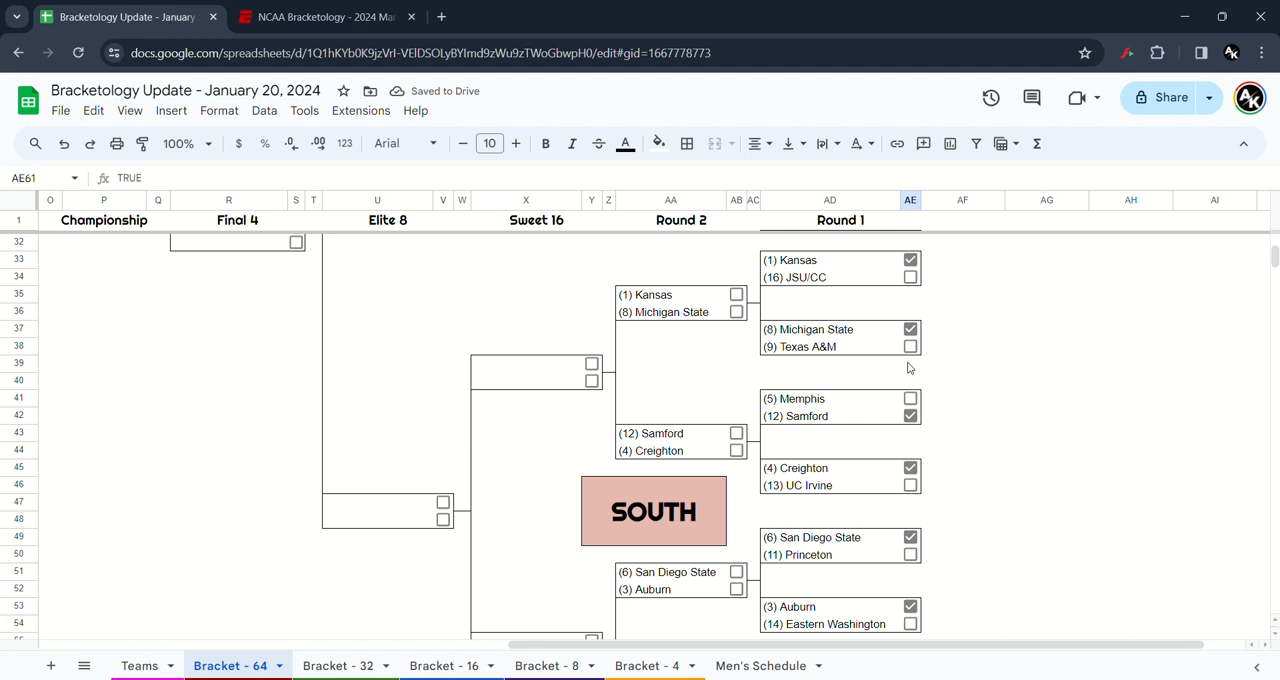 Bracketology Update - January
NCAA Bracketology - 2024 Mar
docs.google.com/spreadsheets/d/1Q1hKYb0K9jzVrI-VEIDSOLyBYImd9zWu9zTWoGbwpH0/edit#gid=1667778773
Bracketology Update - January 20, 2024
Saved to Drive
File Edit View Insert Format Data Tools Extensions Help
Share
100% $ % .0 .00 123 Arial 10 B I S A
AE61 fx TRUE
O P Q R S T U V W X Y Z AA AB AC AD AE AF AG AH AI
1 Championship Final 4 Elite 8 Sweet 16 Round 2 Round 1
32
33 (1) Kansas
34 (16) JSU/CC
35 (1) Kansas
36 (8) Michigan State
37 (8) Michigan State
38 (9) Texas A&M
39
40
41 (5) Memphis
42 (12) Samford
43 (12) Samford
44 (4) Creighton
45 (4) Creighton
46 (13) UC Irvine
47
48 SOUTH
49 (6) San Diego State
50 (11) Princeton
51 (6) San Diego State
52 (3) Auburn
53 (3) Auburn
54 (14) Eastern Washington
55
Teams Bracket - 64 Bracket - 32 Bracket - 16 Bracket - 8 Bracket - 4 Men's Schedule